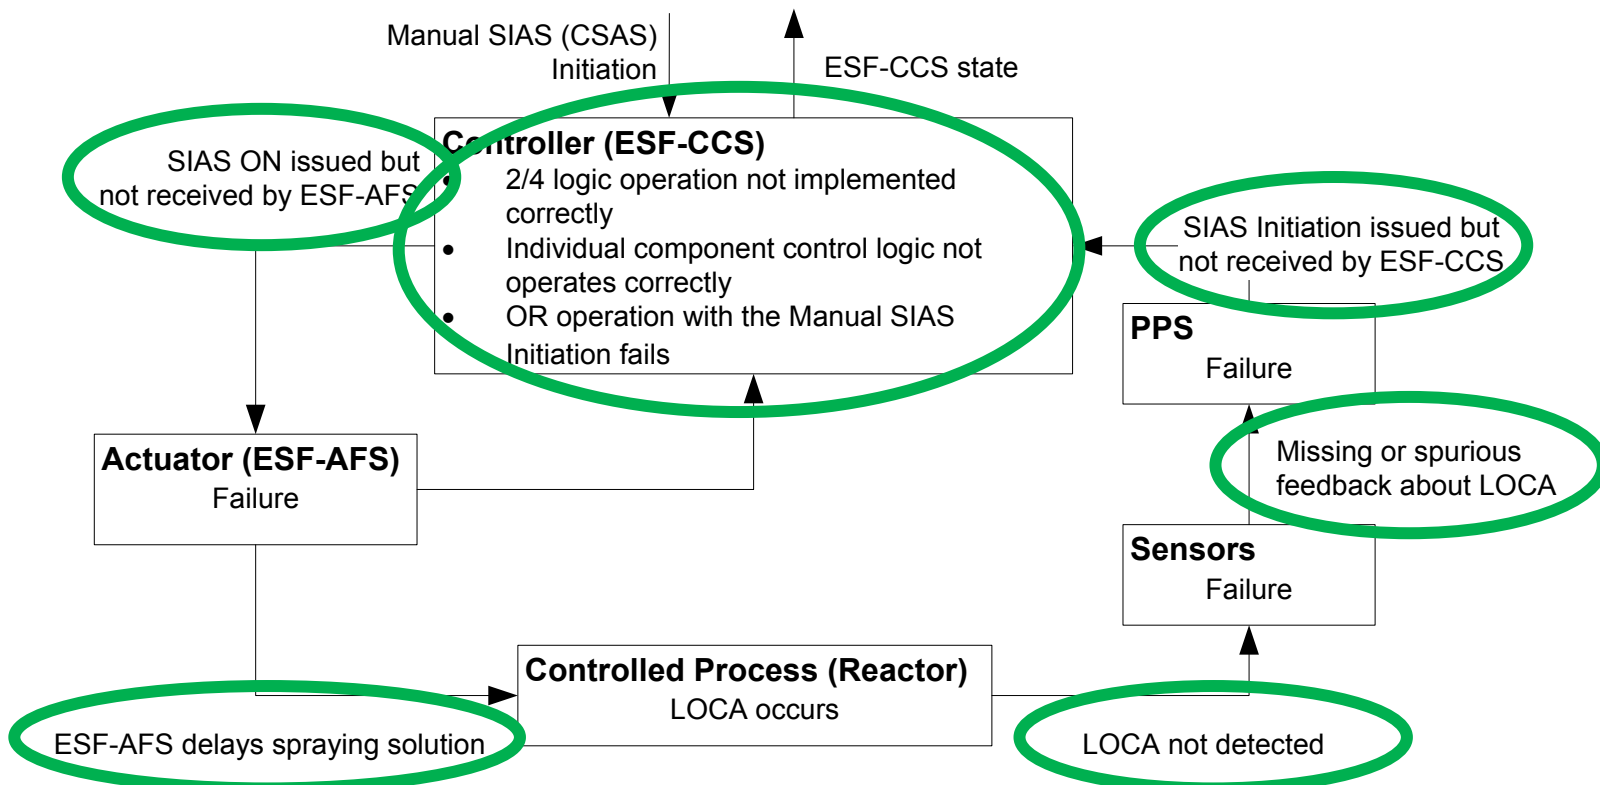 Manual SIAS (CSAS)
Initiation
ESF-CCS state
SIAS ON issued but
not received by ESF-AFS
Controller (ESF-CCS)
• 2/4 logic operation not implemented
correctly
• Individual component control logic not
operates correctly
• OR operation with the Manual SIAS
Initiation fails
SIAS Initiation issued but
not received by ESF-CCS
PPS
Failure
Actuator (ESF-AFS)
Failure
Missing or spurious
feedback about LOCA
Sensors
Failure
Controlled Process (Reactor)
LOCA occurs
ESF-AFS delays spraying solution
LOCA not detected